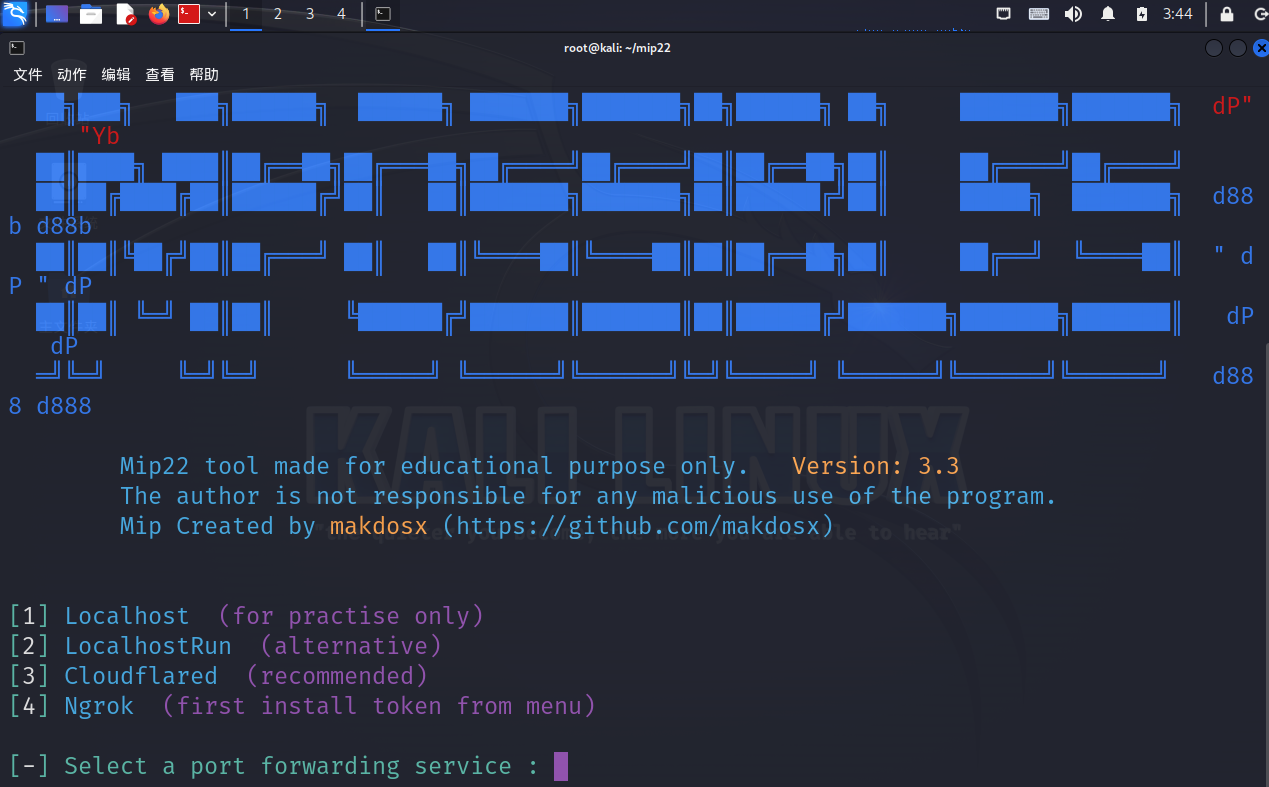 1 2 3 4 3:44
root@kali: ~/mip22
文件 动作 编辑 查看 帮助
dP"
"Yb
d88
b d88b
" d
P " dP
dP
dP
d88
8 d888
KALI LINUX
Mip22 tool made for educational purpose only. Version: 3.3
The author is not responsible for any malicious use of the program.
Mip Created by makdosx (https://github.com/makdosx)
[1] Localhost (for practise only)
[2] LocalhostRun (alternative)
[3] Cloudflared (recommended)
[4] Ngrok (first install token from menu)
[-] Select a port forwarding service :